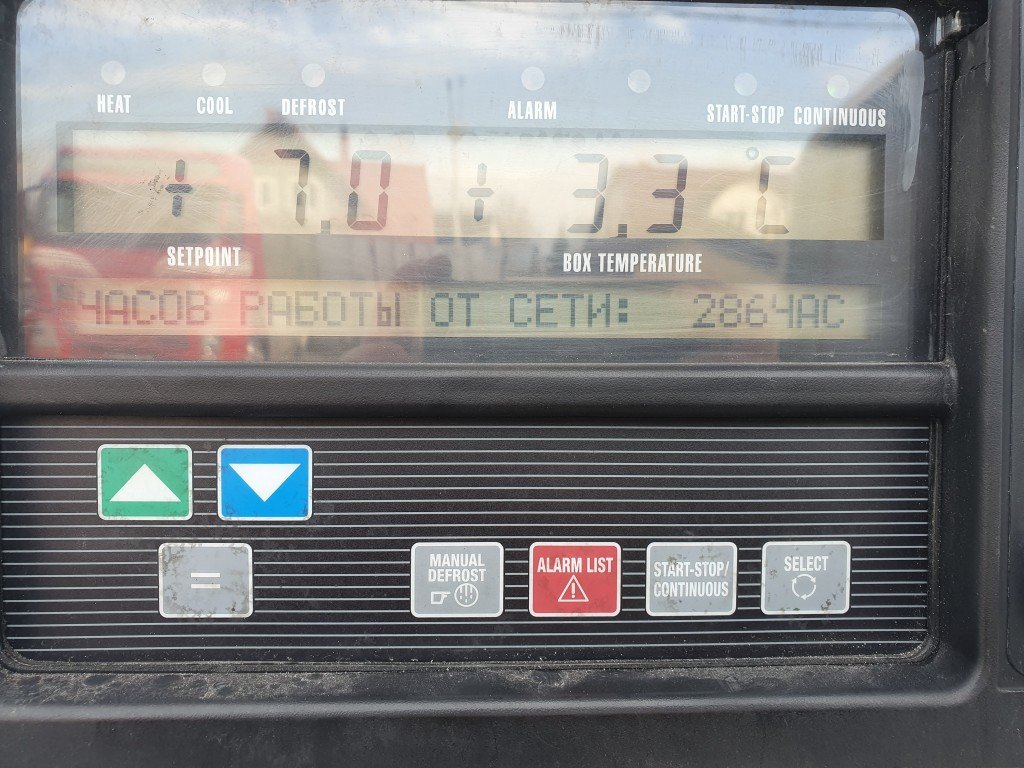 HEAT COOL DEFROST ALARM START-STOP CONTINUOUS
+ 7.0 + 3.3 °C
SETPOINT BOX TEMPERATURE
ЧАСОВ РАБОТЫ ОТ СЕТИ: 286ЧАС
MANUAL DEFROST
ALARM LIST
START-STOP/
CONTINUOUS
SELECT